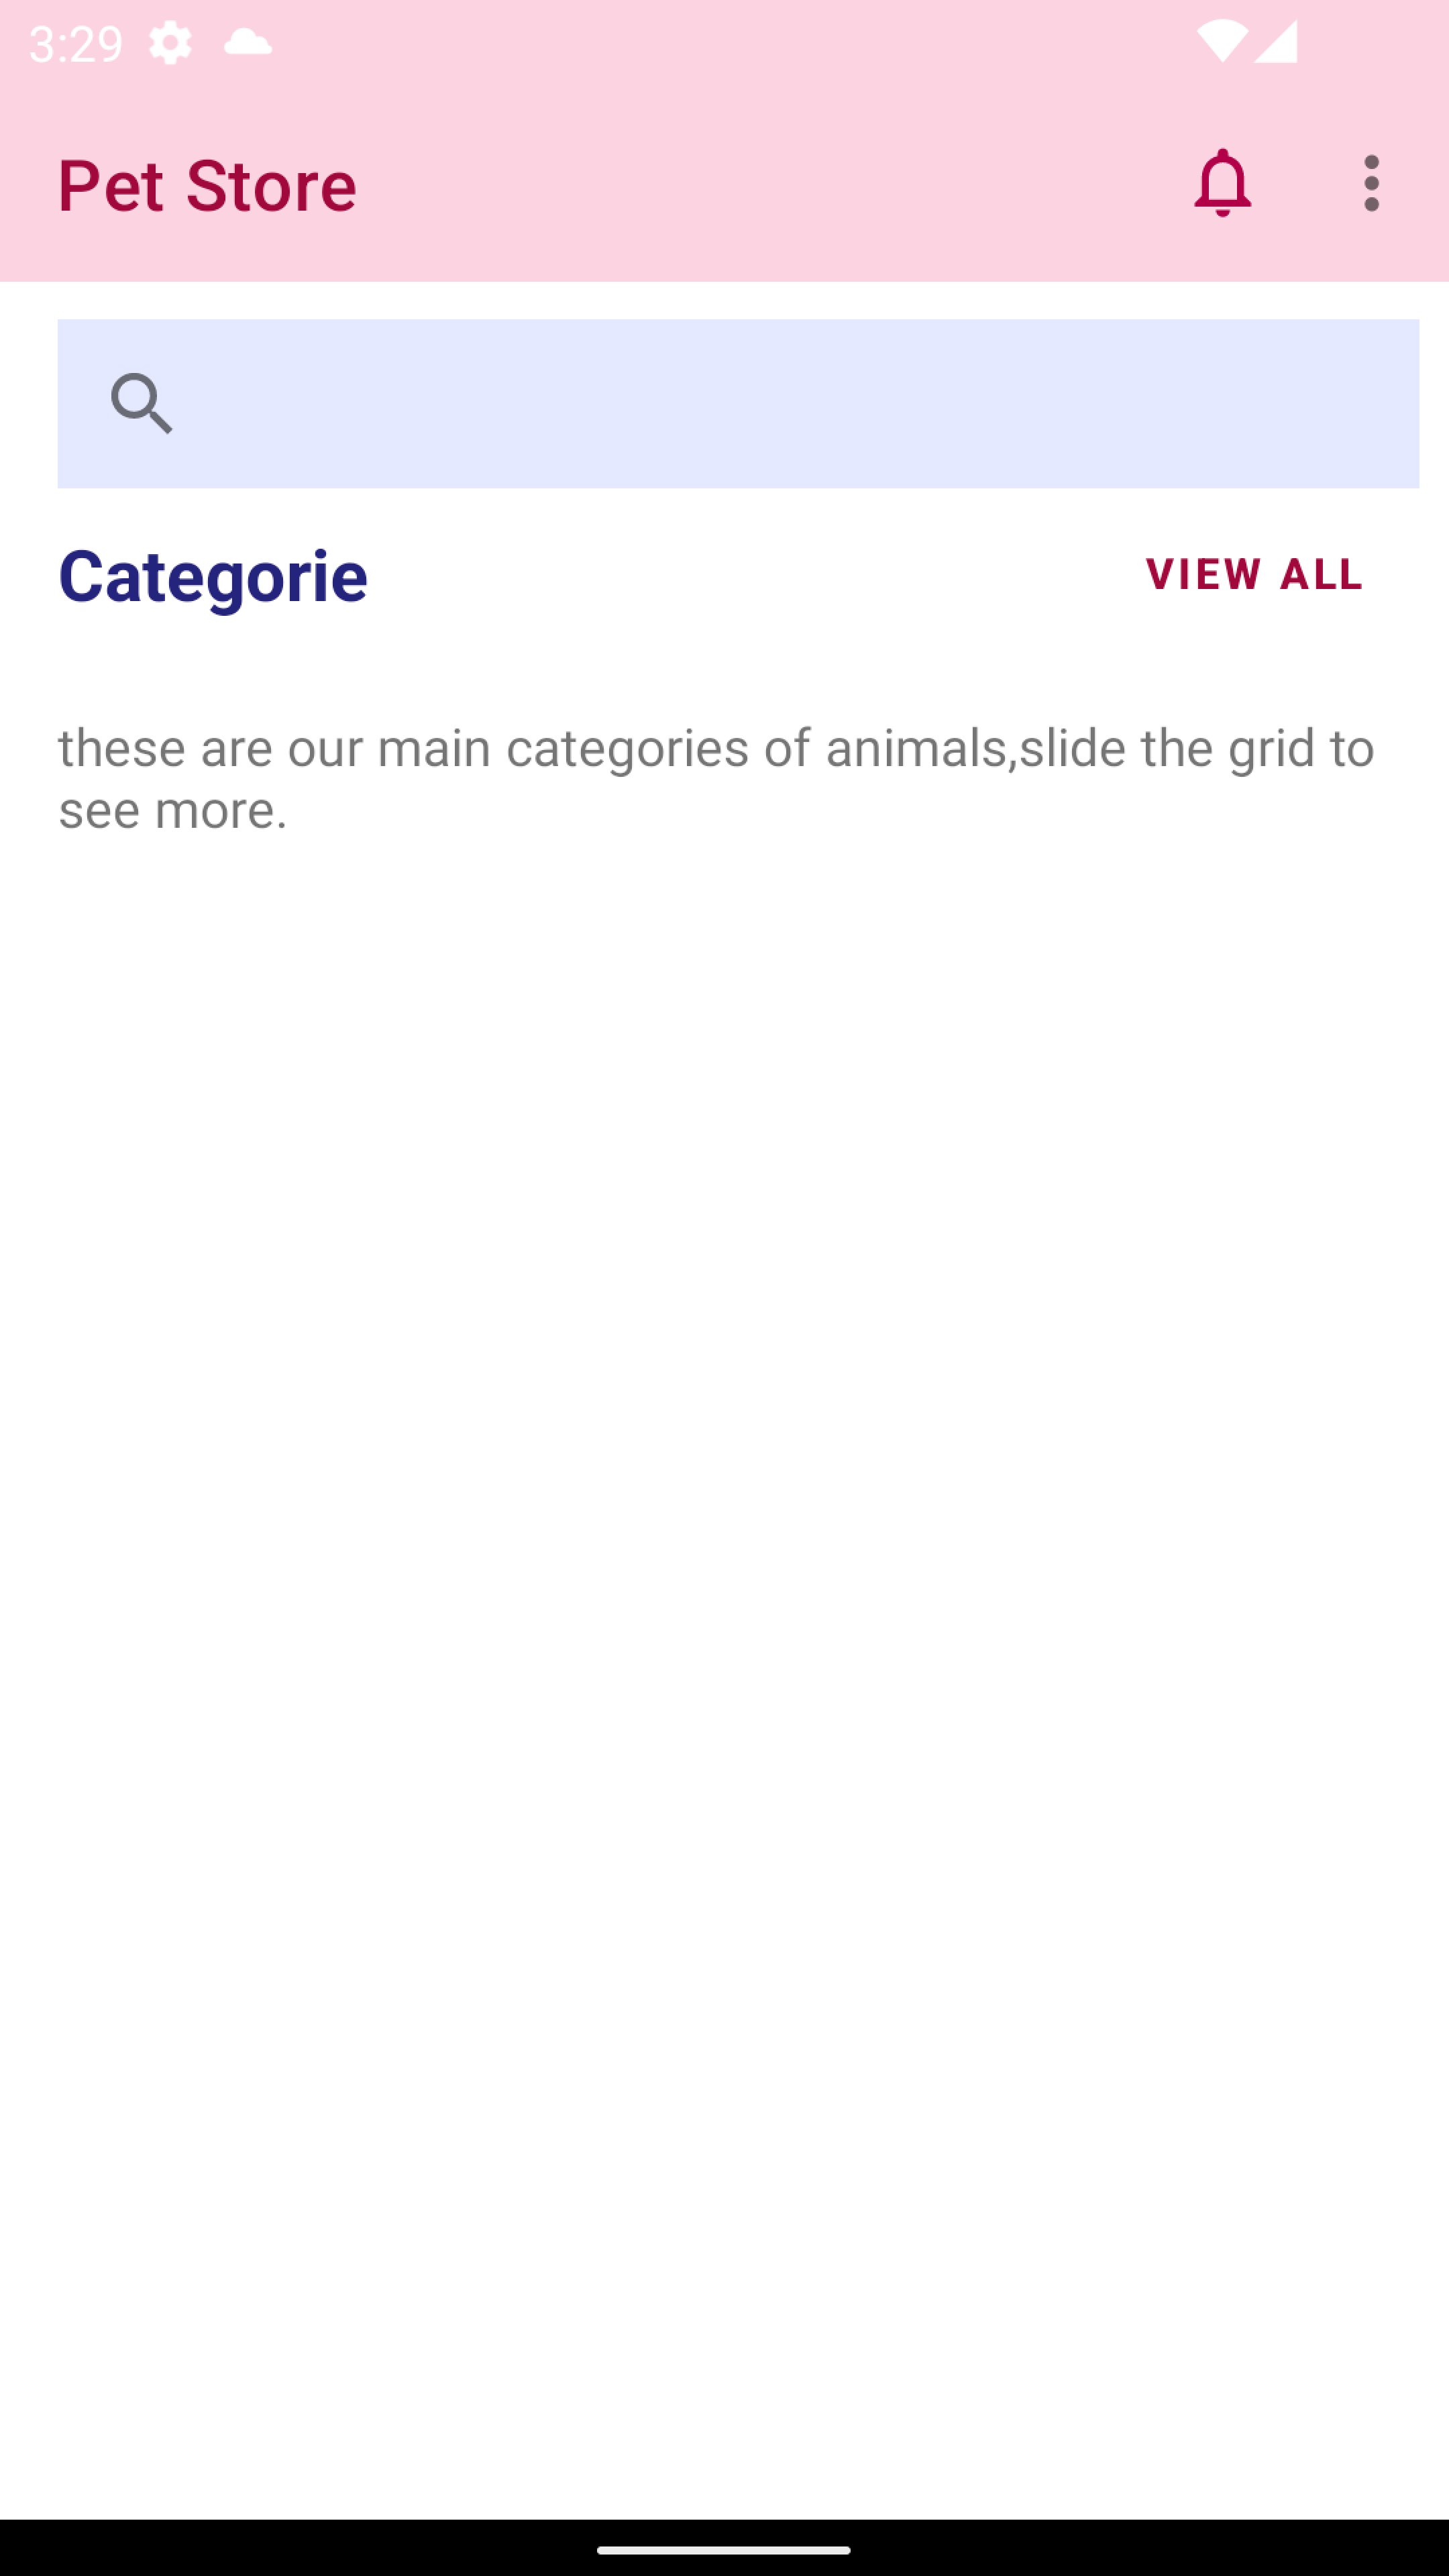 3:29
Pet Store
Categorie
VIEW ALL
these are our main categories of animals,slide the grid to
see more.